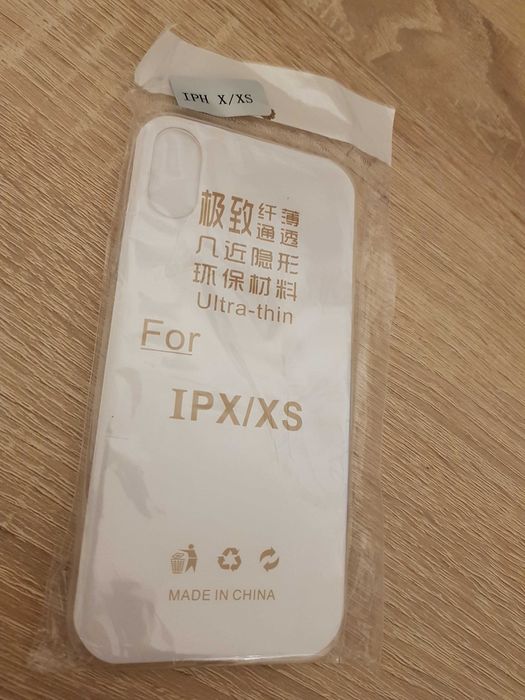 IPH X/XS
极致纤薄
通透
几近隐形
环保材料
Ultra-thin
For
IPX/XS
MADE IN CHINA